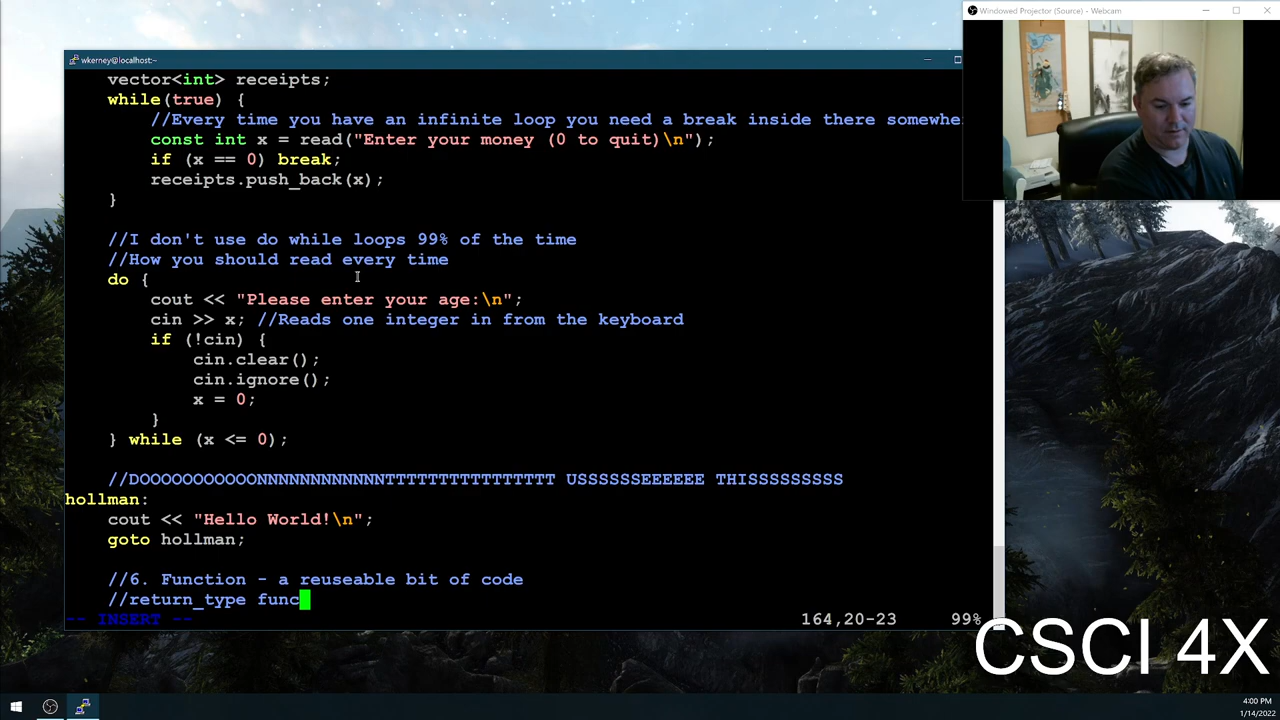 Windowed Projector (Source) - Webcam
wkerney@localhost:~
vector<int> receipts;
while(true) {
//Every time you have an infinite loop you need a break inside there somewhe
const int x = read("Enter your money (0 to quit)\n");
if (x == 0) break;
receipts.push_back(x);
}
//I don't use do while loops 99% of the time
//How you should read every time
do {
cout << "Please enter your age:\n";
cin >> x; //Reads one integer in from the keyboard
if (!cin) {
cin.clear();
cin.ignore();
x = 0;
}
} while (x <= 0);
//DOOOOOOOOOOONNNNNNNNNNNNTTTTTTTTTTTTTTTT USSSSSSEEEEEE THISSSSSSSSS
hollman:
cout << "Hello World!\n";
goto hollman;
//6. Function - a reuseable bit of code
//return_type func
-- INSERT --
164,20-23
99%
CSCI 4X
4:00 PM
1/14/2022